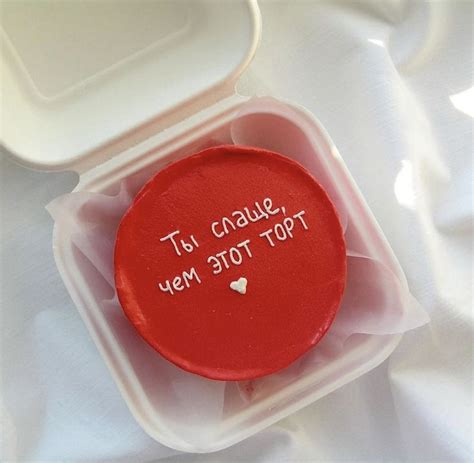 Ты слаще,
чем этот торт